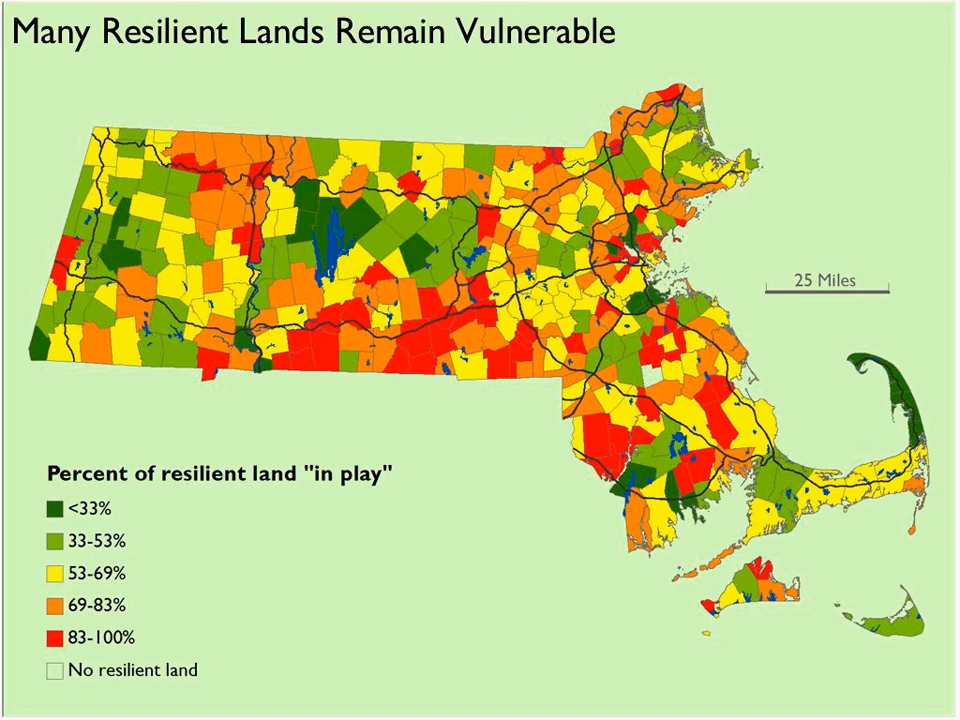 Many Resilient Lands Remain Vulnerable
25 Miles
Percent of resilient land "in play"
<33%
33-53%
53-69%
69-83%
83-100%
No resilient land